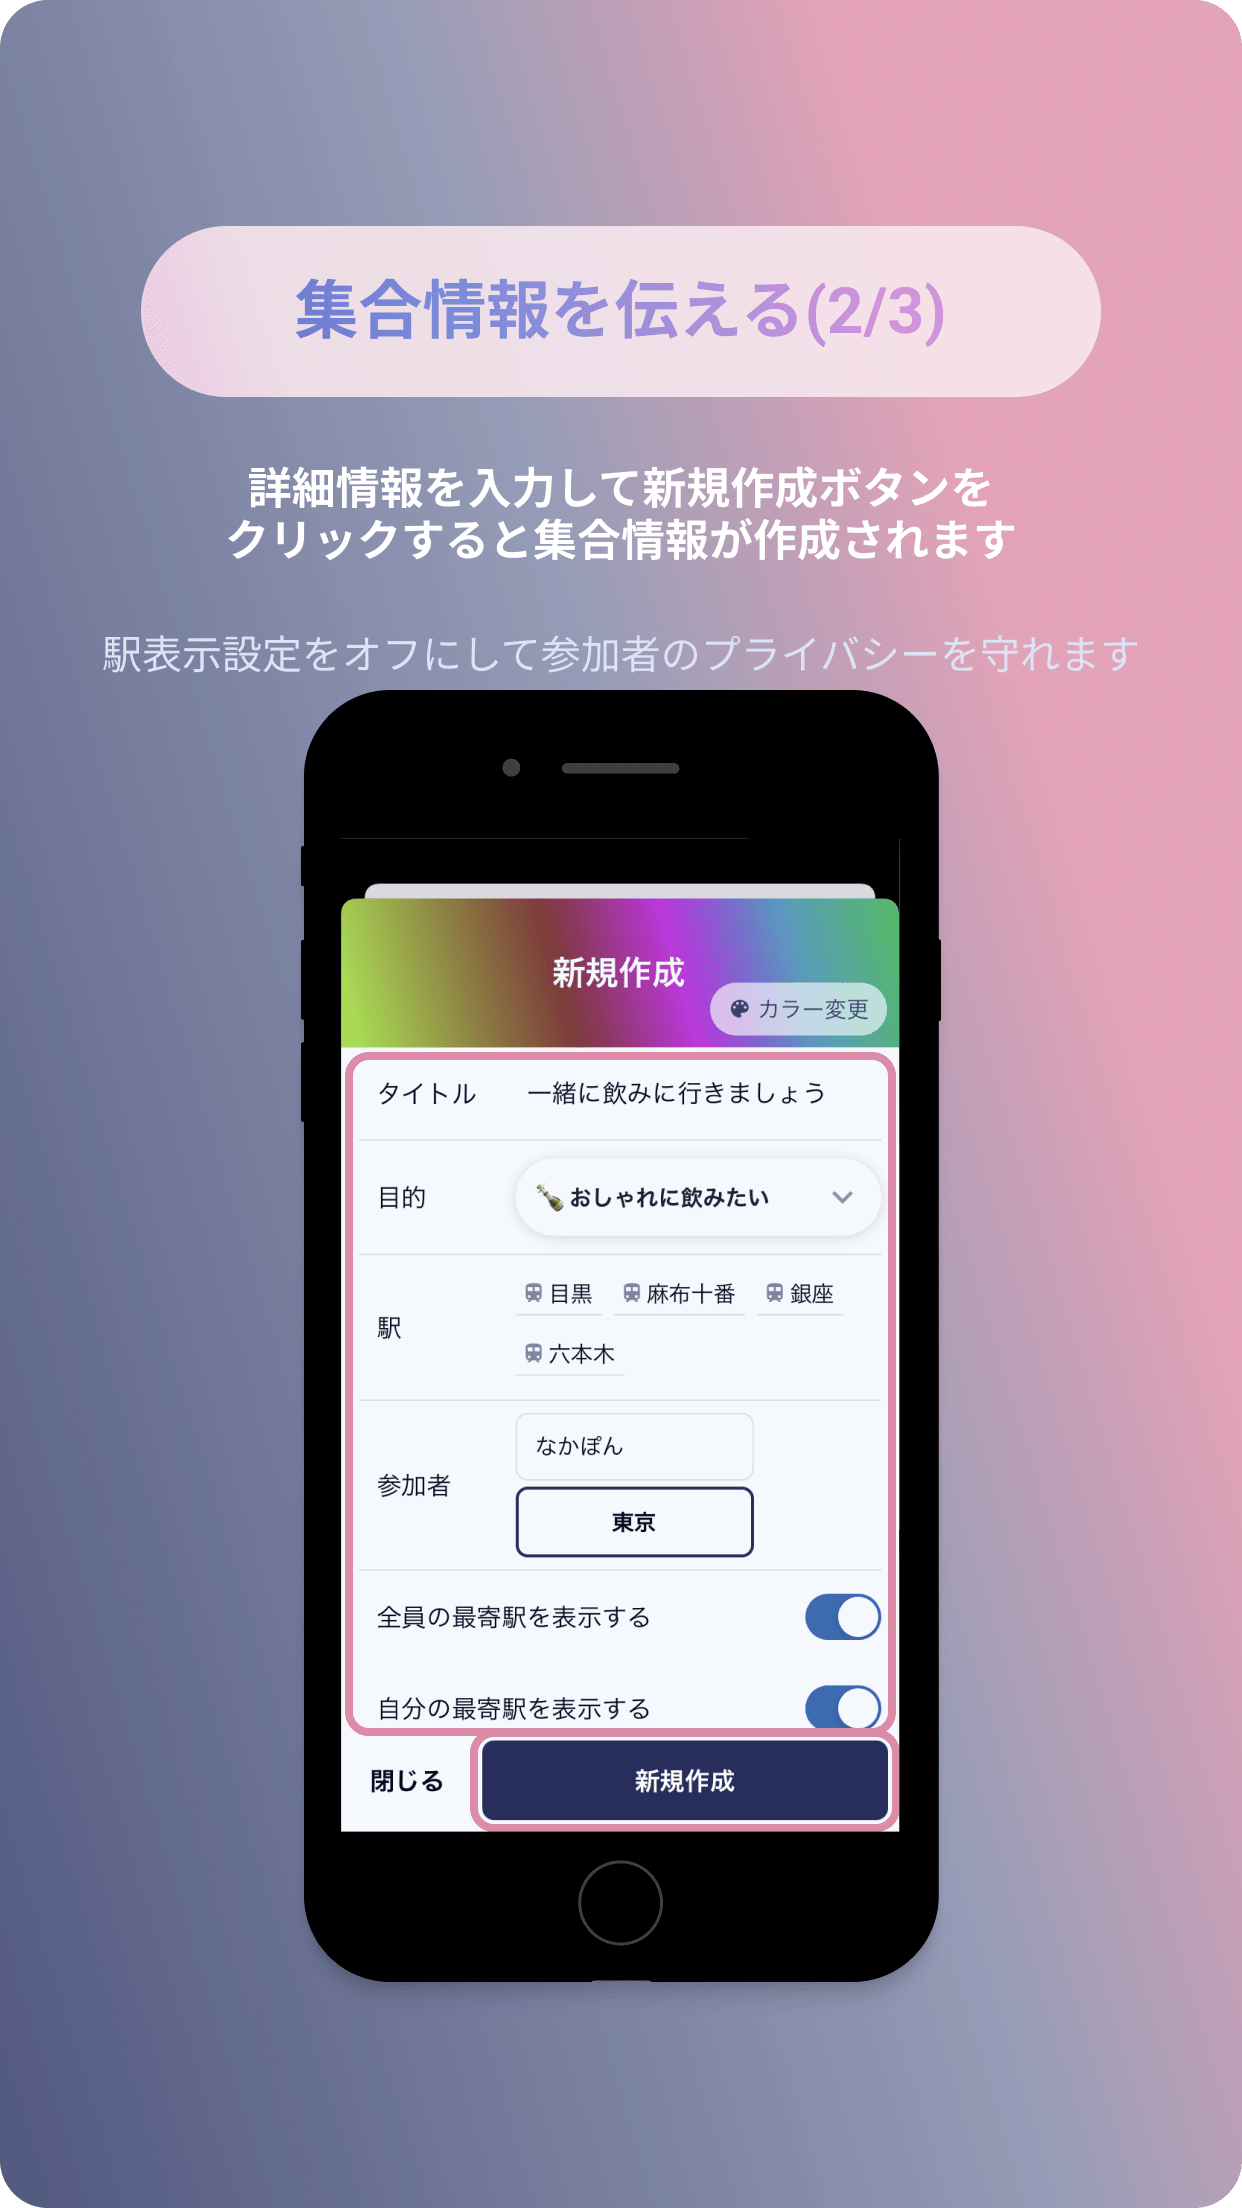 集合情報を伝える(2/3)
詳細情報を入力して新規作成ボタンを
クリックすると集合情報が作成されます
駅表示設定をオフにして参加者のプライバシーを守れます
新規作成
カラー変更
タイトル 一緒に飲みに行きましょう
目的 🍾 おしゃれに飲みたい
駅 目黒 麻布十番 銀座
六本木
参加者 なかぽん
東京
全員の最寄駅を表示する
自分の最寄駅を表示する
閉じる 新規作成